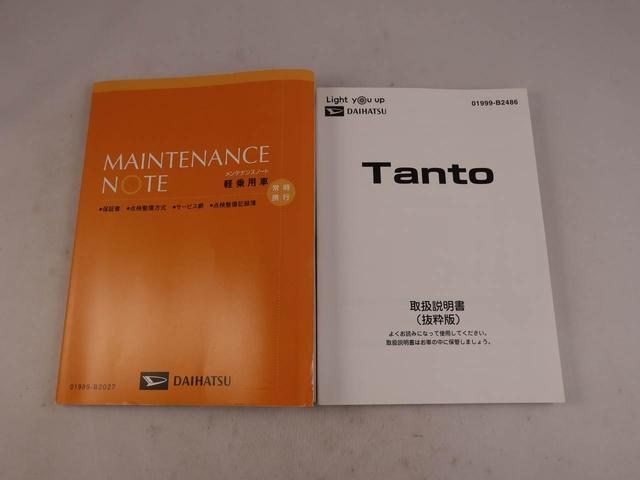 MAINTENANCE
NOTE
メンテナンスノート
軽乗用車
常時
携行
●保証書 ●点検整備方式 ●サービス網 ●点検整備記録簿
01989-B2027
DAIHATSU
Light you up
DAIHATSU
01999-B2486
Tanto
取扱説明書
(抜粋版)
よくお読みになって使用してください。
取扱説明書はお車の中に保管しましょう。